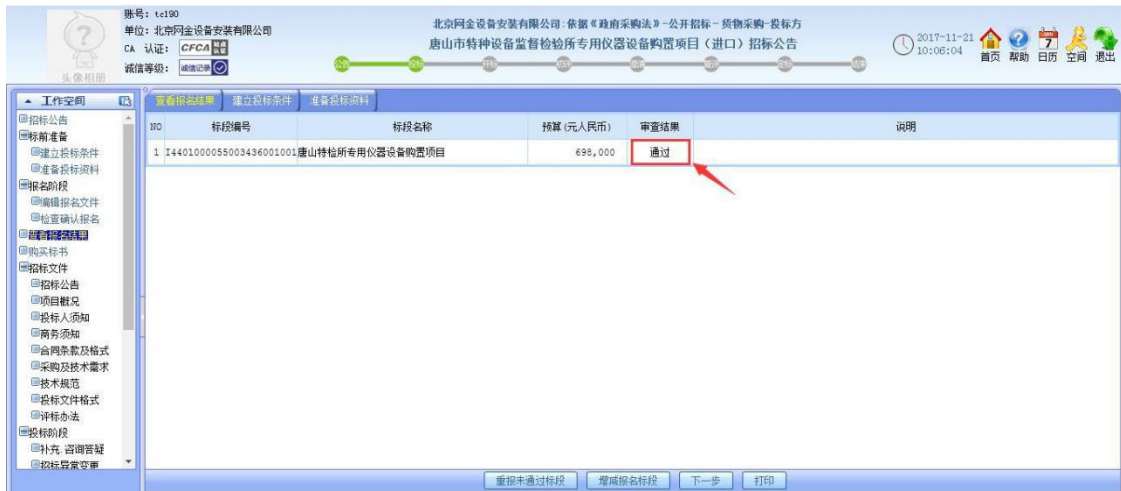 账号: tc190
单位: 北京网金设备安装有限公司
CA 认证: CFCA
诚信等级: 诚信记录
头像相册
北京网金设备安装有限公司:依据《政府采购法》-公开招标-货物采购-投标方
唐山市特种设备监督检验所专用仪器设备购置项目（进口）招标公告
公告
2017-11-21
10:06:04
7
首页 帮助 日历 空间 退出
工作空间
招标公告
标前准备
建立投标条件
准备投标资料
报名阶段
编辑报名文件
检查确认报名
查看报名结果
购买标书
招标文件
招标公告
项目概况
投标人须知
商务须知
合同条款及格式
采购及技术需求
技术规范
投标文件格式
评标办法
投标阶段
补充.咨询答疑
招标异常变更
查看报名结果 建立投标条件 准备投标资料
NO 标段编号 标段名称 预算(元人民币) 审查结果 说明
1 I4401000055003436001001 唐山特检所专用仪器设备购置项目 698,000 通过
重报未通过标段 增减报名标段 下一步 打印